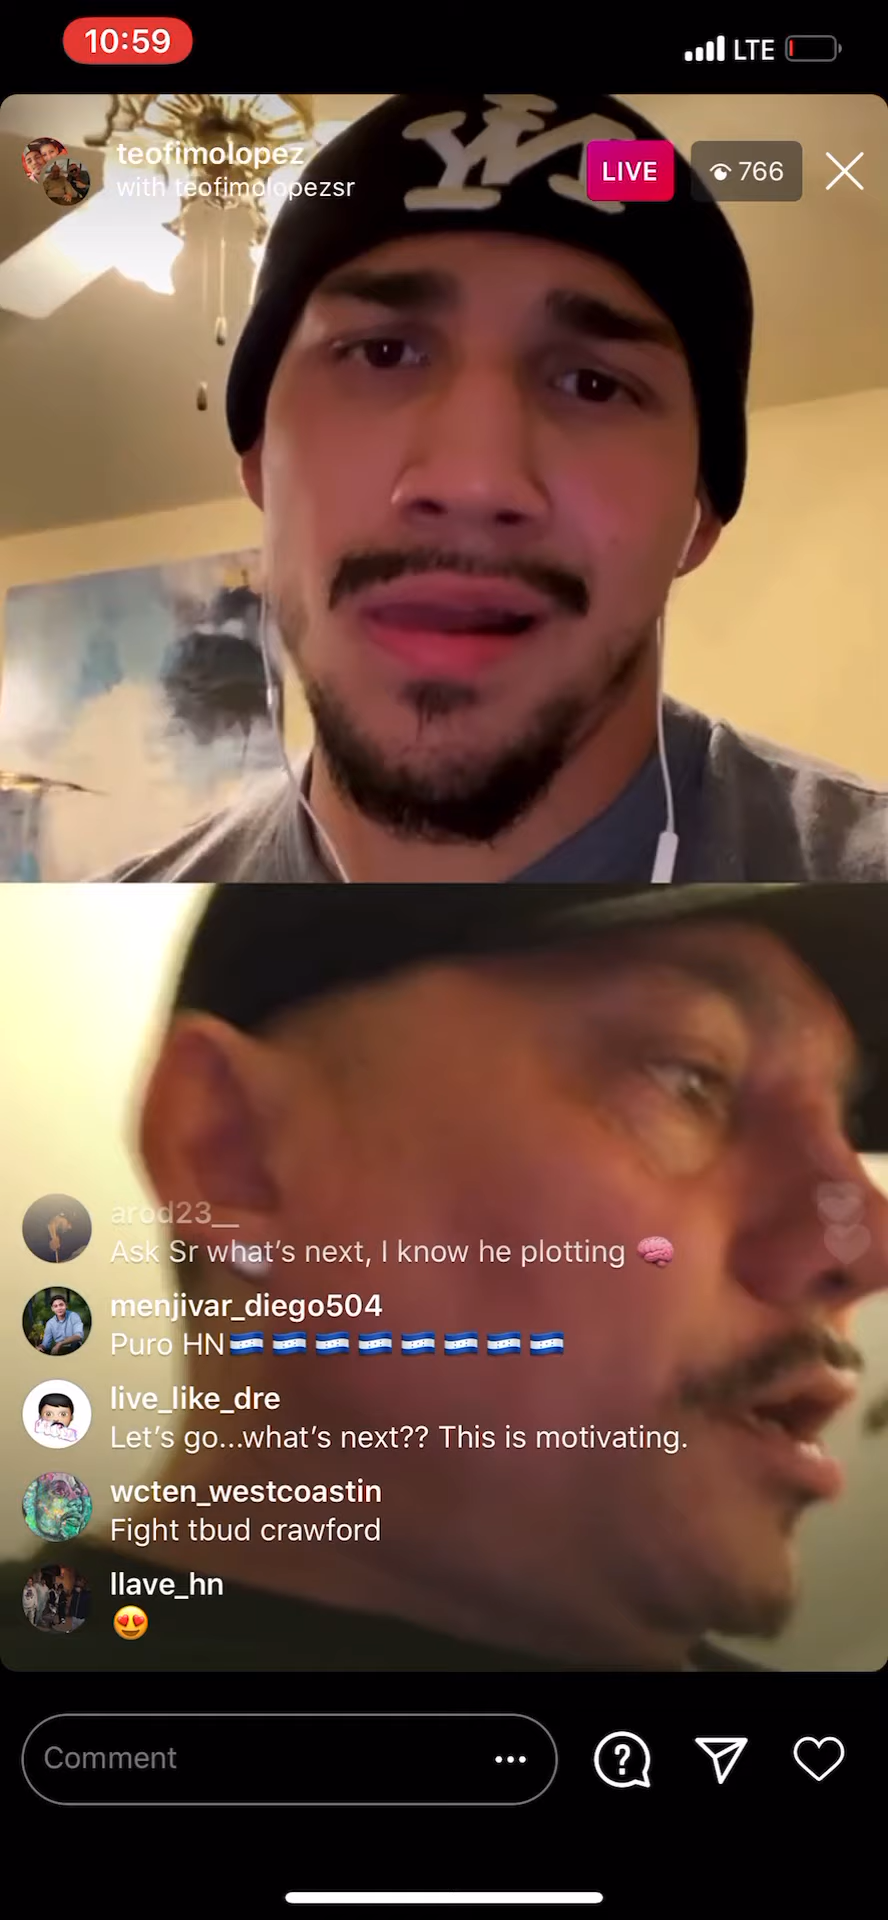 10:59
LTE
teofimolopez
with teofimolopezsr
LIVE
766
arod23__
Ask Sr what's next, I know he plotting 🧠
menjivar_diego504
Puro HN🇭🇳🇭🇳🇭🇳🇭🇳🇭🇳🇭🇳🇭🇳🇭🇳
live_like_dre
Let's go...what's next?? This is motivating.
wcten_westcoastin
Fight tbud crawford
llave_hn
😍
Comment